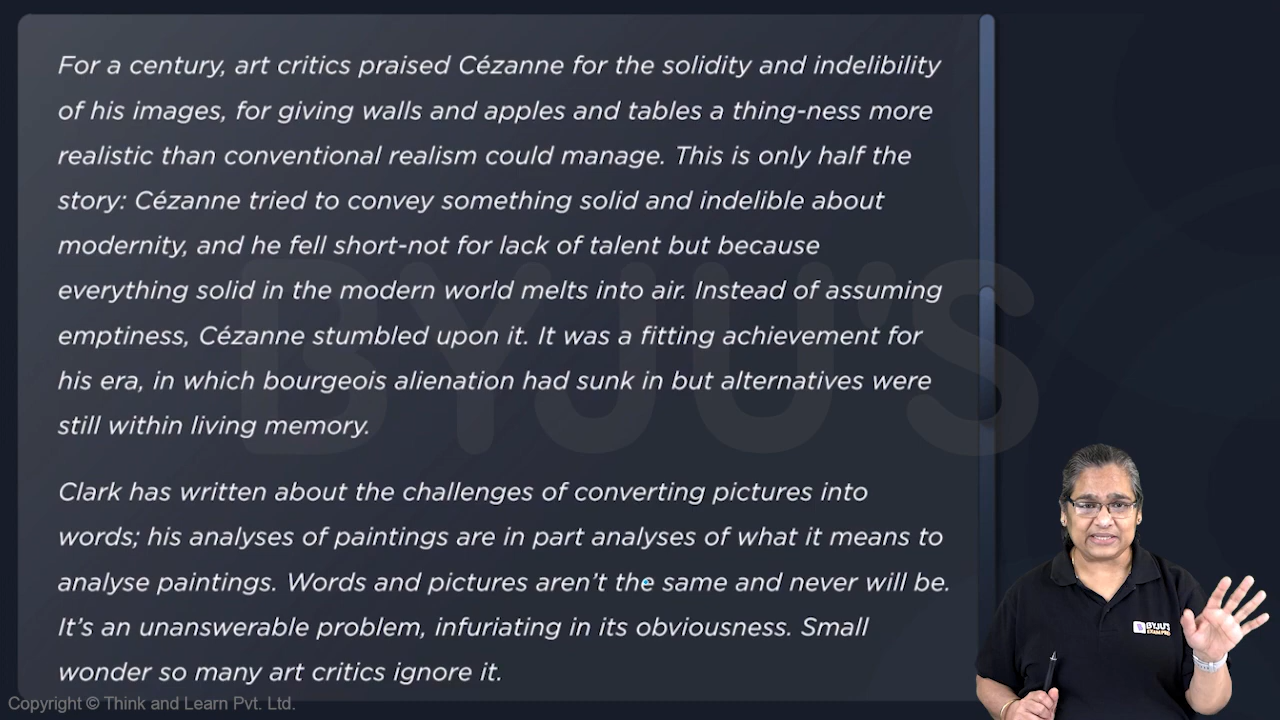 For a century, art critics praised Cézanne for the solidity and indelibility
of his images, for giving walls and apples and tables a thing-ness more
realistic than conventional realism could manage. This is only half the
story: Cézanne tried to convey something solid and indelible about
modernity, and he fell short-not for lack of talent but because
everything solid in the modern world melts into air. Instead of assuming
emptiness, Cézanne stumbled upon it. It was a fitting achievement for
his era, in which bourgeois alienation had sunk in but alternatives were
still within living memory.
Clark has written about the challenges of converting pictures into
words; his analyses of paintings are in part analyses of what it means to
analyse paintings. Words and pictures aren't the same and never will be.
It's an unanswerable problem, infuriating in its obviousness. Small
wonder so many art critics ignore it.
BYJU'S
BYJU'S
Copyright © Think and Learn Pvt. Ltd.